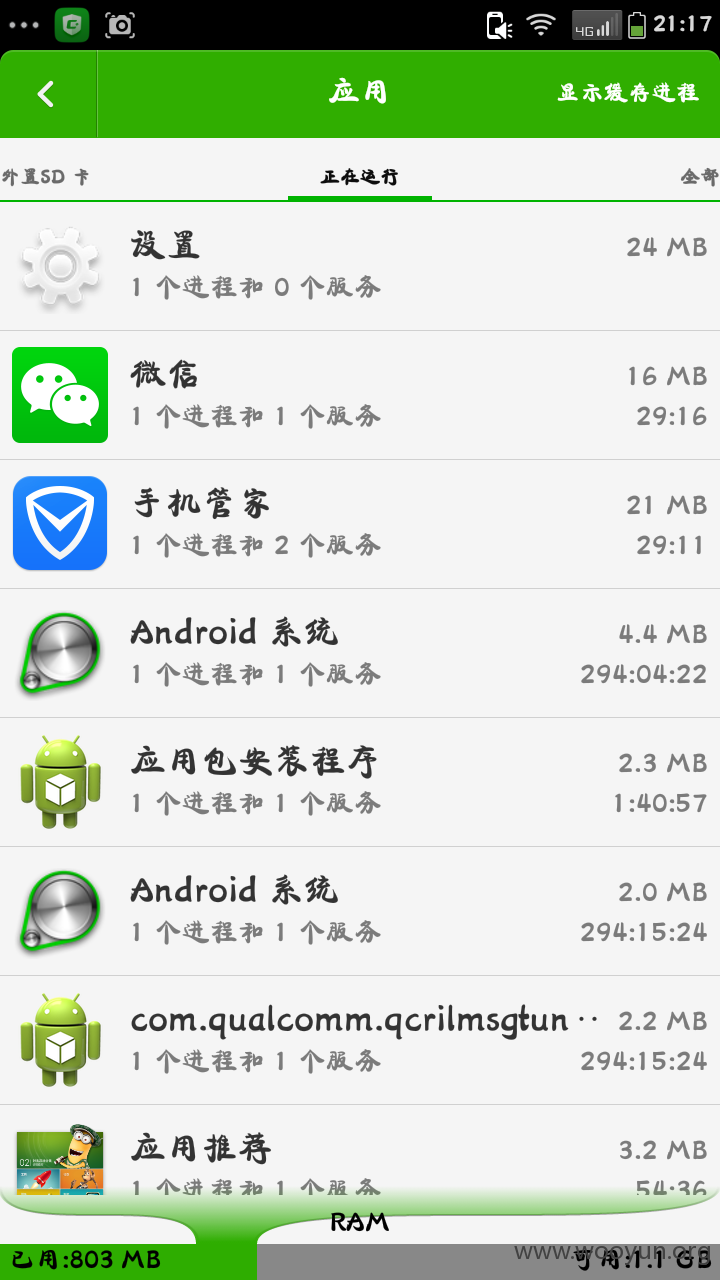 4G 21:17
应用 显示缓存进程
外置SD 卡 正在运行 全部
设置 24 MB
1 个进程和 0 个服务
微信 16 MB
1 个进程和 1 个服务 29:16
手机管家 21 MB
1 个进程和 2 个服务 29:11
Android 系统 4.4 MB
1 个进程和 1 个服务 294:04:22
应用包安装程序 2.3 MB
1 个进程和 1 个服务 1:40:57
Android 系统 2.0 MB
1 个进程和 1 个服务 294:15:24
com.qualcomm.qcrilmsgtun·· 2.2 MB
1 个进程和 1 个服务 294:15:24
02
应用推荐 3.2 MB
1 个进程和 1 个服务 54:36
RAM
已用:803 MB 可用:1.1 GB
www.wooyun.org